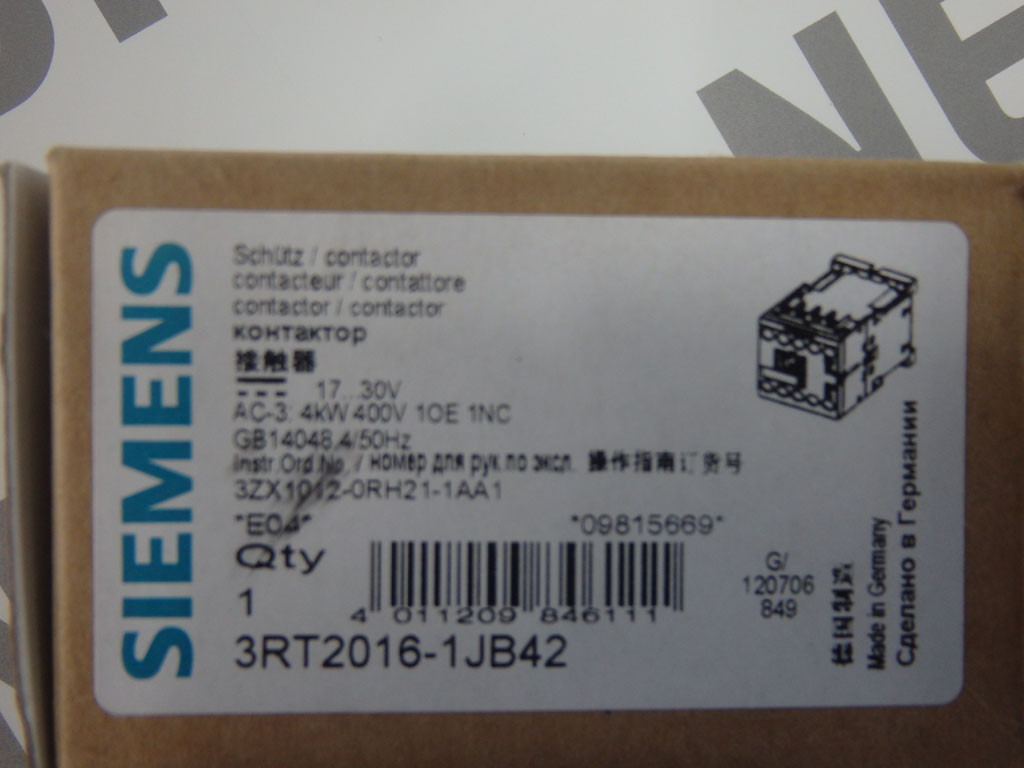 NE
SIEMENS
Schütz / contactor
contacteur / contattore
contactor / contactor
контактор
接触器
17...30V
AC-3: 4kW 400V 1OE 1NC
GB14048.4/50Hz
Instr.Ord.No. / номер для рук.по эксп. 操作指南订货号
3ZX1012-0RH21-1AA1
*E04* *09815669*
Qty
1
4 011209 846111
3RT2016-1JB42
G/
120706
849
德国制造
Made in Germany
Сделано в Германии